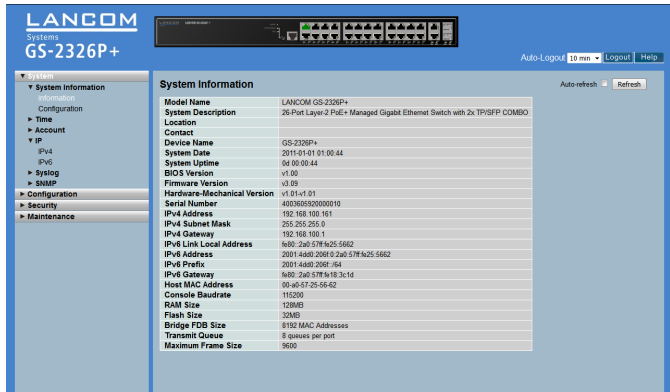 LANCOM
Systems
GS-2326P+
Auto-Logout 10 min Logout Help
System
System Information
Information
Configuration
Time
Account
IP
IPv4
IPv6
Syslog
SNMP
Configuration
Security
Maintenance
System Information
Auto-refresh Refresh
Model Name LANCOM GS-2326P+
System Description 26-Port Layer-2 PoE+ Managed Gigabit Ethernet Switch with 2x TP/SFP COMBO
Location
Contact
Device Name GS-2326P+
System Date 2011-01-01 01:00:44
System Uptime 0d 00:00:44
BIOS Version v1.00
Firmware Version v3.09
Hardware-Mechanical Version v1.01-v1.01
Serial Number 4003605920000010
IPv4 Address 192.168.100.161
IPv4 Subnet Mask 255.255.255.0
IPv4 Gateway 192.168.100.1
IPv6 Link Local Address fe80::2a0:57ff:fe25:5662
IPv6 Address 2001:4dd0:206f:0:2a0:57ff:fe25:5662
IPv6 Prefix 2001:4dd0:206f::/64
IPv6 Gateway fe80::2a0:57ff:fe18:3c1d
Host MAC Address 00-a0-57-25-56-62
Console Baudrate 115200
RAM Size 128MB
Flash Size 32MB
Bridge FDB Size 8192 MAC Addresses
Transmit Queue 8 queues per port
Maximum Frame Size 9600